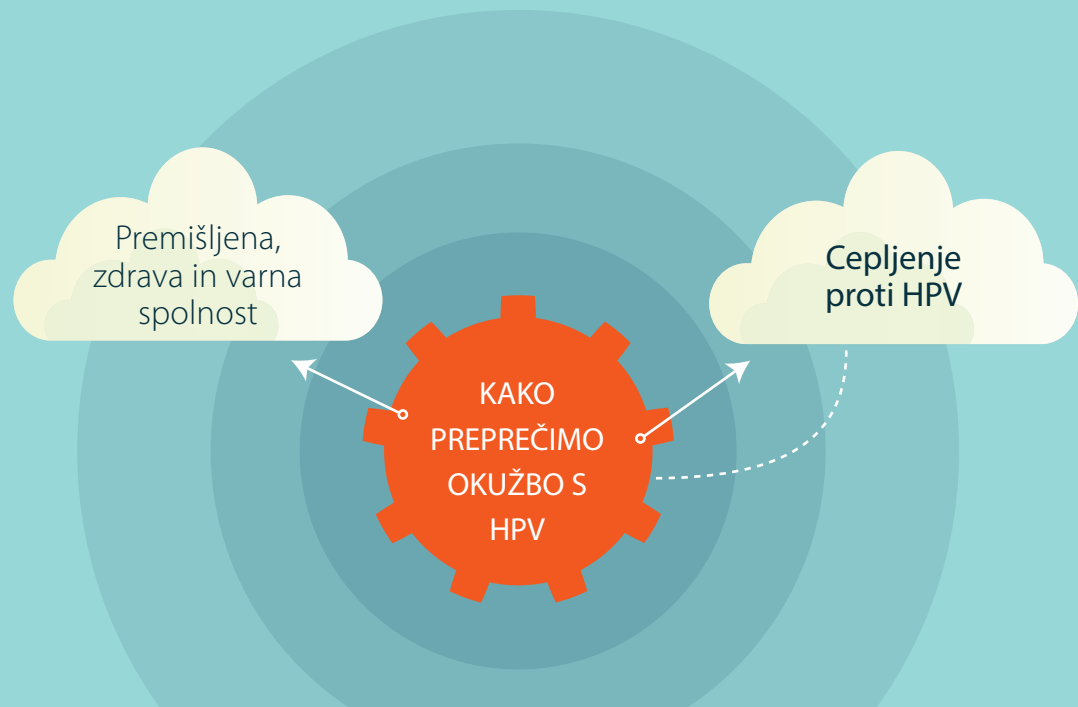 Premišljena,
zdrava in varna
spolnost
Cepljenje
proti HPV
KAKO
PREPREČIMO
OKUŽBO S
HPV